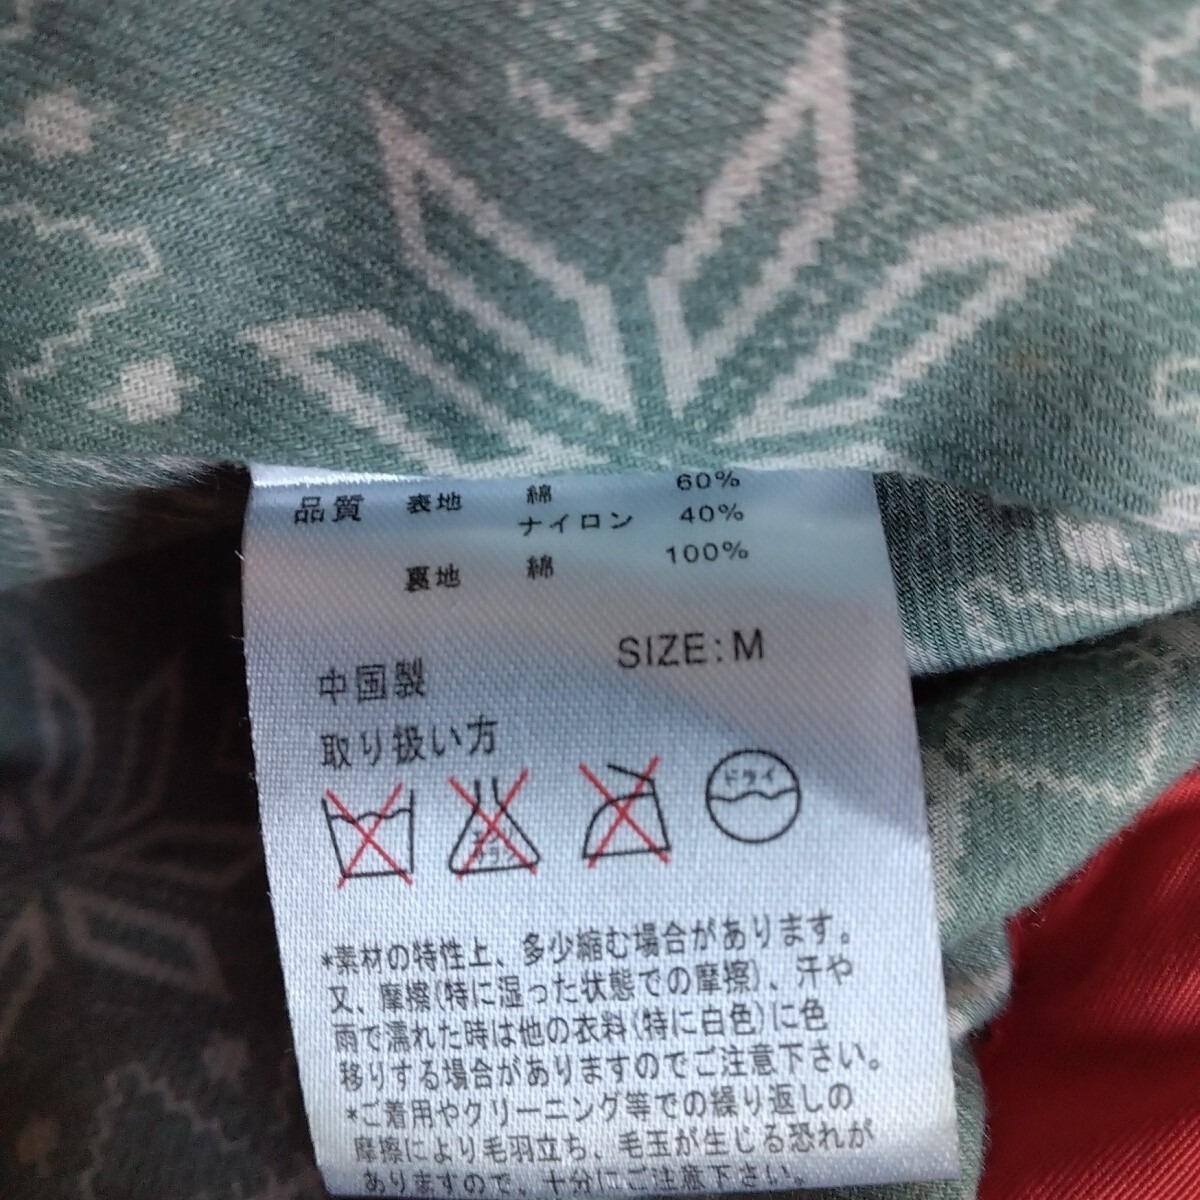 品質 表地 綿 60%
ナイロン 40%
裏地 綿 100%
SIZE:M
中国製
取り扱い方
エンソ
サラシ
ドライ
*素材の特性上、多少縮む場合があります。
又、摩擦(特に湿った状態での摩擦)、汗や
雨で濡れた時は他の衣料(特に白色)に色
移りする場合がありますのでご注意下さい。
*ご着用やクリーニング等での繰り返しの
摩擦により毛羽立ち、毛玉が生じる恐れが
ありますので、十分にご注意下さい。